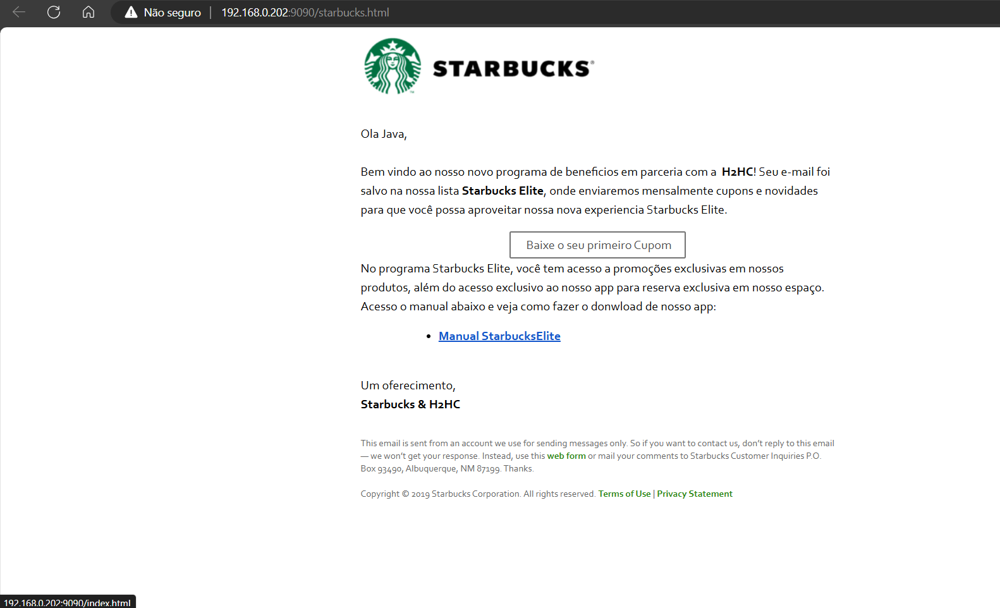 Não seguro | 192.168.0.202:9090/starbucks.html
STARBUCKS®
TM
Ola Java,
Bem vindo ao nosso novo programa de beneficios em parceria com a H2HC! Seu e-mail foi
salvo na nossa lista Starbucks Elite, onde enviaremos mensalmente cupons e novidades
para que você possa aproveitar nossa nova experiencia Starbucks Elite.
Baixe o seu primeiro Cupom
No programa Starbucks Elite, você tem acesso a promoções exclusivas em nossos
produtos, além do acesso exclusivo ao nosso app para reserva exclusiva em nosso espaço.
Acesso o manual abaixo e veja como fazer o donwload de nosso app:
• Manual StarbucksElite
Um oferecimento,
Starbucks & H2HC
This email is sent from an account we use for sending messages only. So if you want to contact us, don’t reply to this email
— we won’t get your response. Instead, use this web form or mail your comments to Starbucks Customer Inquiries P.O.
Box 93490, Albuquerque, NM 87199. Thanks.
Copyright © 2019 Starbucks Corporation. All rights reserved. Terms of Use | Privacy Statement
192.168.0.202:9090/index.html